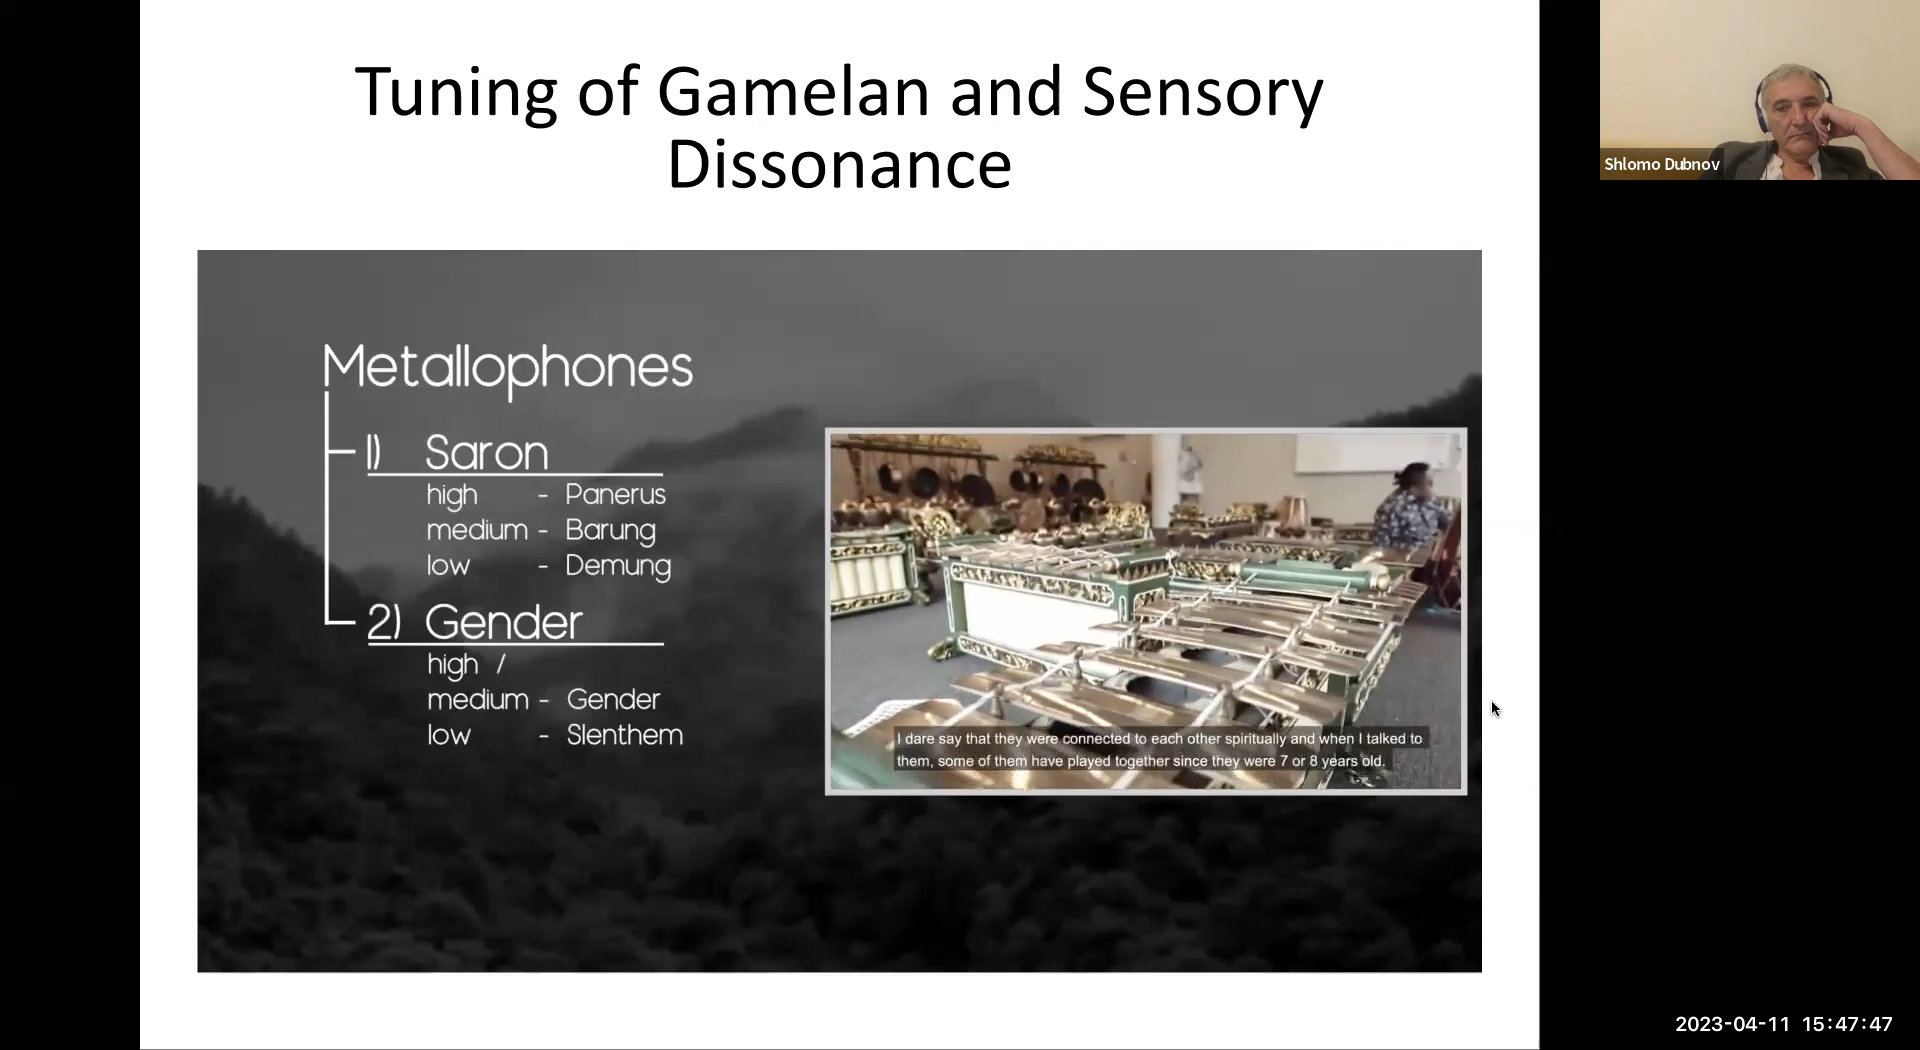 Tuning of Gamelan and Sensory
Dissonance
Shlomo Dubnov
Metallophones
1) Saron
high - Panerus
medium - Barung
low - Demung
2) Gender
high /
medium - Gender
low - Slenthem
I dare say that they were connected to each other spiritually and when I talked to
them, some of them have played together since they were 7 or 8 years old.
2023-04-11 15:47:47